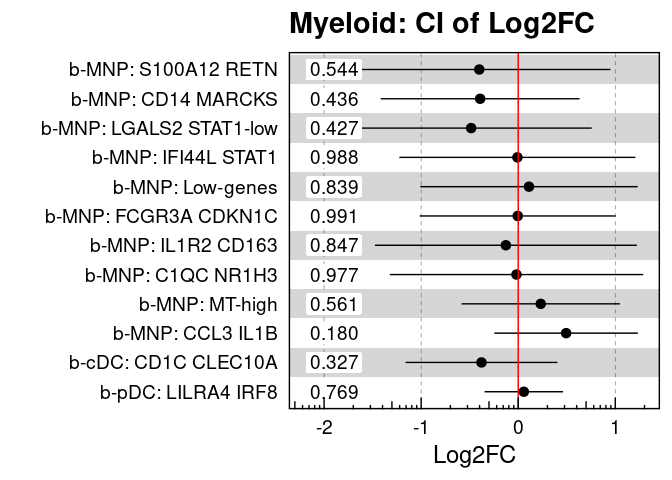 Myeloid: CI of Log2FC
b-MNP: S100A12 RETN 0.544
b-MNP: CD14 MARCKS 0.436
b-MNP: LGALS2 STAT1-low 0.427
b-MNP: IFI44L STAT1 0.988
b-MNP: Low-genes 0.839
b-MNP: FCGR3A CDKN1C 0.991
b-MNP: IL1R2 CD163 0.847
b-MNP: C1QC NR1H3 0.977
b-MNP: MT-high 0.561
b-MNP: CCL3 IL1B 0.180
b-cDC: CD1C CLEC10A 0.327
b-pDC: LILRA4 IRF8 0.769
-2 -1 0 1
Log2FC